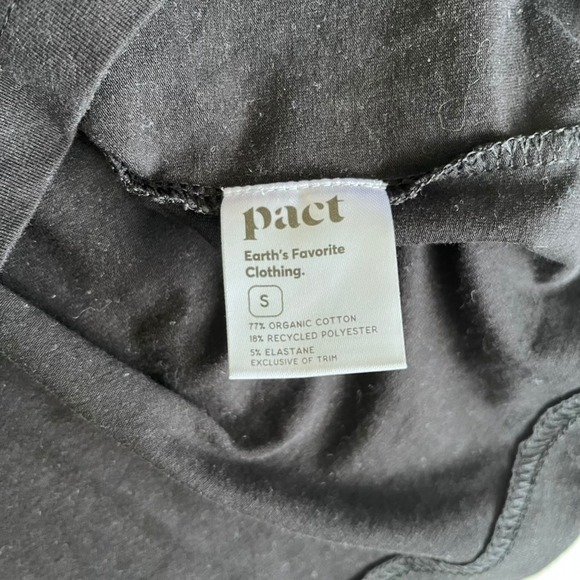 pact
Earth's Favorite
Clothing.
S
77% ORGANIC COTTON
18% RECYCLED POLYESTER
5% ELASTANE
EXCLUSIVE OF TRIM